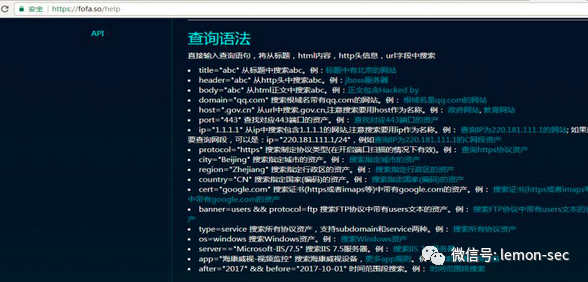 安全 | https://fofa.so/help
API
查询语法
直接输入查询语句,将从标题,html内容,http头信息,url字段中搜索
title="abc" 从标题中搜索abc。例:标题中有北京的网站
header="abc" 从http头中搜索abc。例:jboss服务器
body="abc" 从html正文中搜索abc。例:正文包含Hacked by
domain="qq.com" 搜索根域名带有qq.com的网站。例: 根域名是qq.com的网站
host=".gov.cn" 从url中搜索.gov.cn,注意搜索要用host作为名称。例: 政府网站, 教育网站
port="443" 查找对应443端口的资产。例: 查找对应443端口的资产
ip="1.1.1.1" 从ip中搜索包含1.1.1.1的网站,注意搜索要用ip作为名称。例: 查询IP为220.181.111.1的网站; 如果
要查询网段,可以是:ip="220.181.111.1/24",例如查询IP为220.181.111.1的C网段资产
protocol="https" 搜索制定协议类型(在开启端口扫描的情况下有效)。例: 查询https协议资产
city="Beijing" 搜索指定城市的资产。例: 搜索指定城市的资产
region="Zhejiang" 搜索指定行政区的资产。例: 搜索指定行政区的资产
country="CN" 搜索指定国家(编码)的资产。例: 搜索指定国家(编码)的资产
cert="google.com" 搜索证书(https或者imaps等)中带有google.com的资产。例: 搜索证书(https或者imaps等
中带有google.com的资产
banner=users && protocol=ftp 搜索FTP协议中带有users文本的资产。例: 搜索FTP协议中带有users文本的资
产
type=service 搜索所有协议资产,支持subdomain和service两种。例: 搜索所有协议资产
os=windows 搜索Windows资产。例: 搜索Windows资产
server=="Microsoft-IIS/7.5" 搜索IIS 7.5服务器。例: 搜索IIS
app="海康威视-视频监控" 搜索海康威视设备,更多app规则。例:
after="2017" && before="2017-10-01" 时间范围段搜索。例: 时间范围段搜索
微信号: lemon-sec